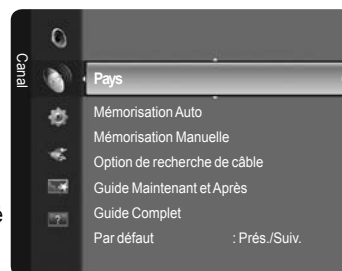 Canal
Pays
Mémorisation Auto
Mémorisation Manuelle
Option de recherche de câble
Guide Maintenant et Après
Guide Complet
Par défaut : Prés./Suiv.
e